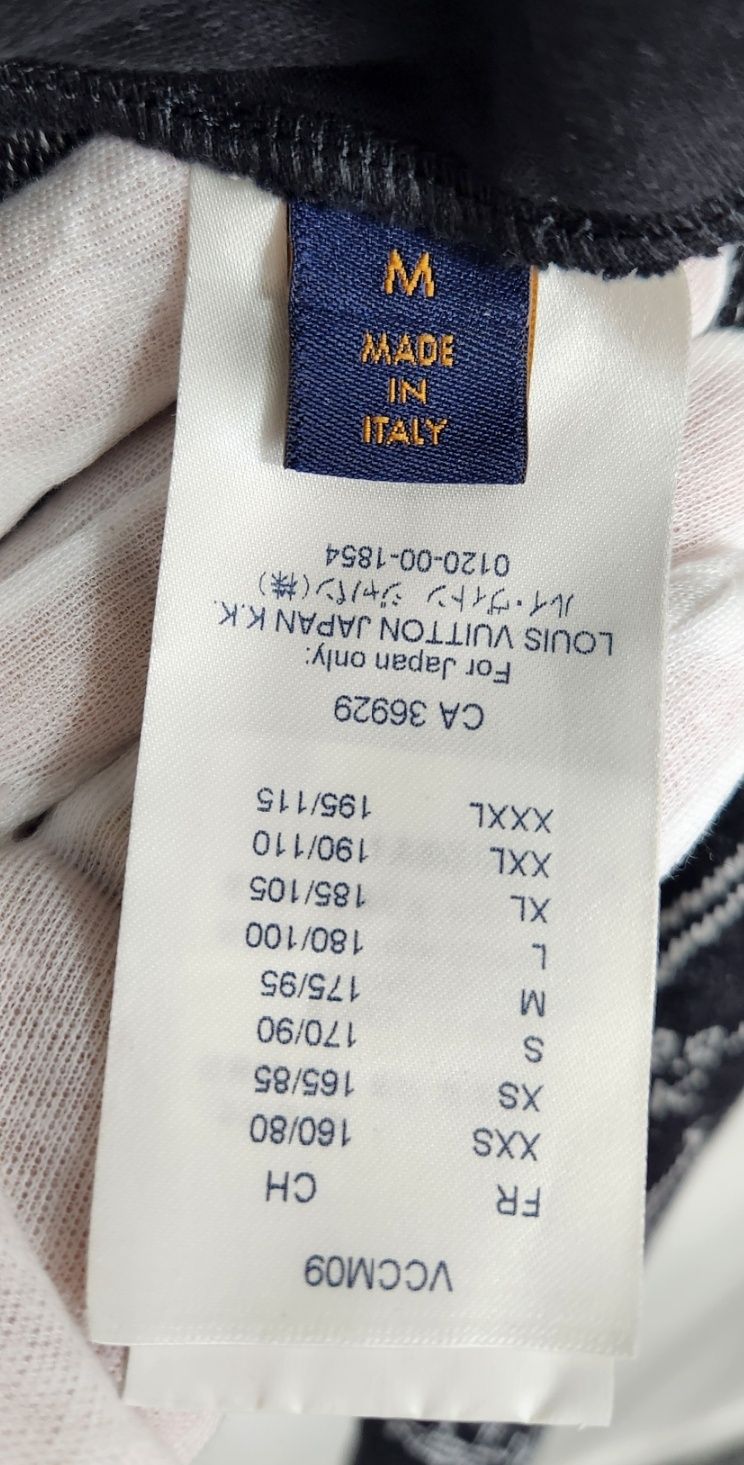 M
MADE
IN
ITALY
VCCM09
FR CH
XXS 160/80
XS 165/85
S 170/90
M 175/95
L 180/100
XL 185/105
XXL 190/110
XXXL 195/115
CA 36929
For Japan only:
LOUIS VUITTON JAPAN K.K.
ルイ・ヴィトン ジャパン(株)
0120-00-1854